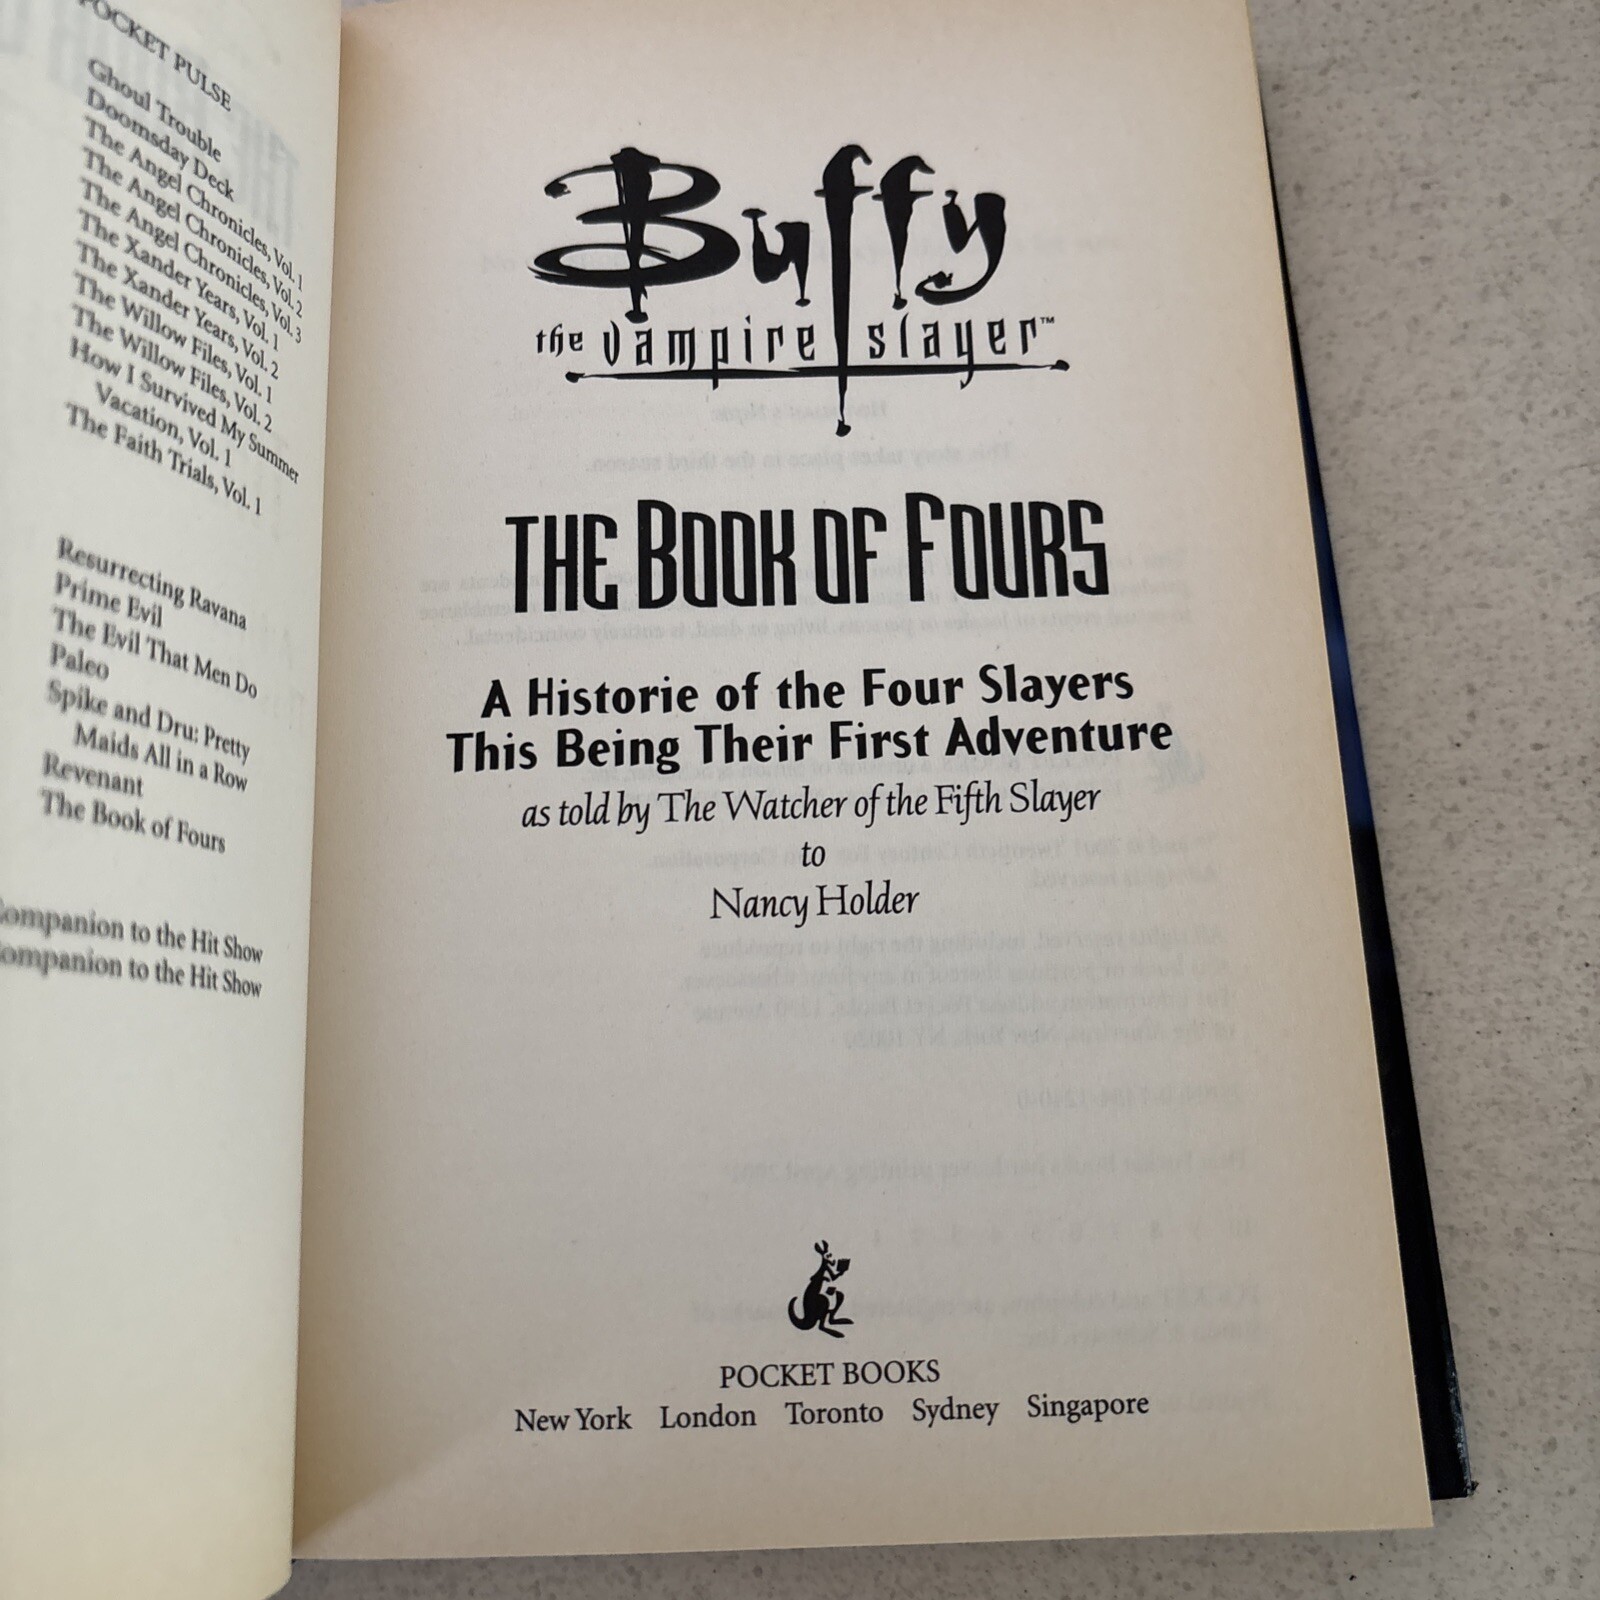 POCKET PULSE
Ghoul Trouble
Doomsday Deck
The Angel Chronicles, Vol. 1
The Angel Chronicles, Vol. 2
The Angel Chronicles, Vol. 3
The Xander Years, Vol. 1
The Xander Years, Vol. 2
The Willow Files, Vol. 1
The Willow Files, Vol. 2
How I Survived My Summer
Vacation, Vol. 1
The Faith Trials, Vol. 1
Resurrecting Ravana
Prime Evil
The Evil That Men Do
Paleo
Spike and Dru: Pretty
Maids All in a Row
Revenant
The Book of Fours
Companion to the Hit Show
Companion to the Hit Show
Buffy
the vampire slayer™
THE BOOK OF FOURS
A Historie of the Four Slayers
This Being Their First Adventure
as told by The Watcher of the Fifth Slayer
to
Nancy Holder
POCKET BOOKS
New York London Toronto Sydney Singapore